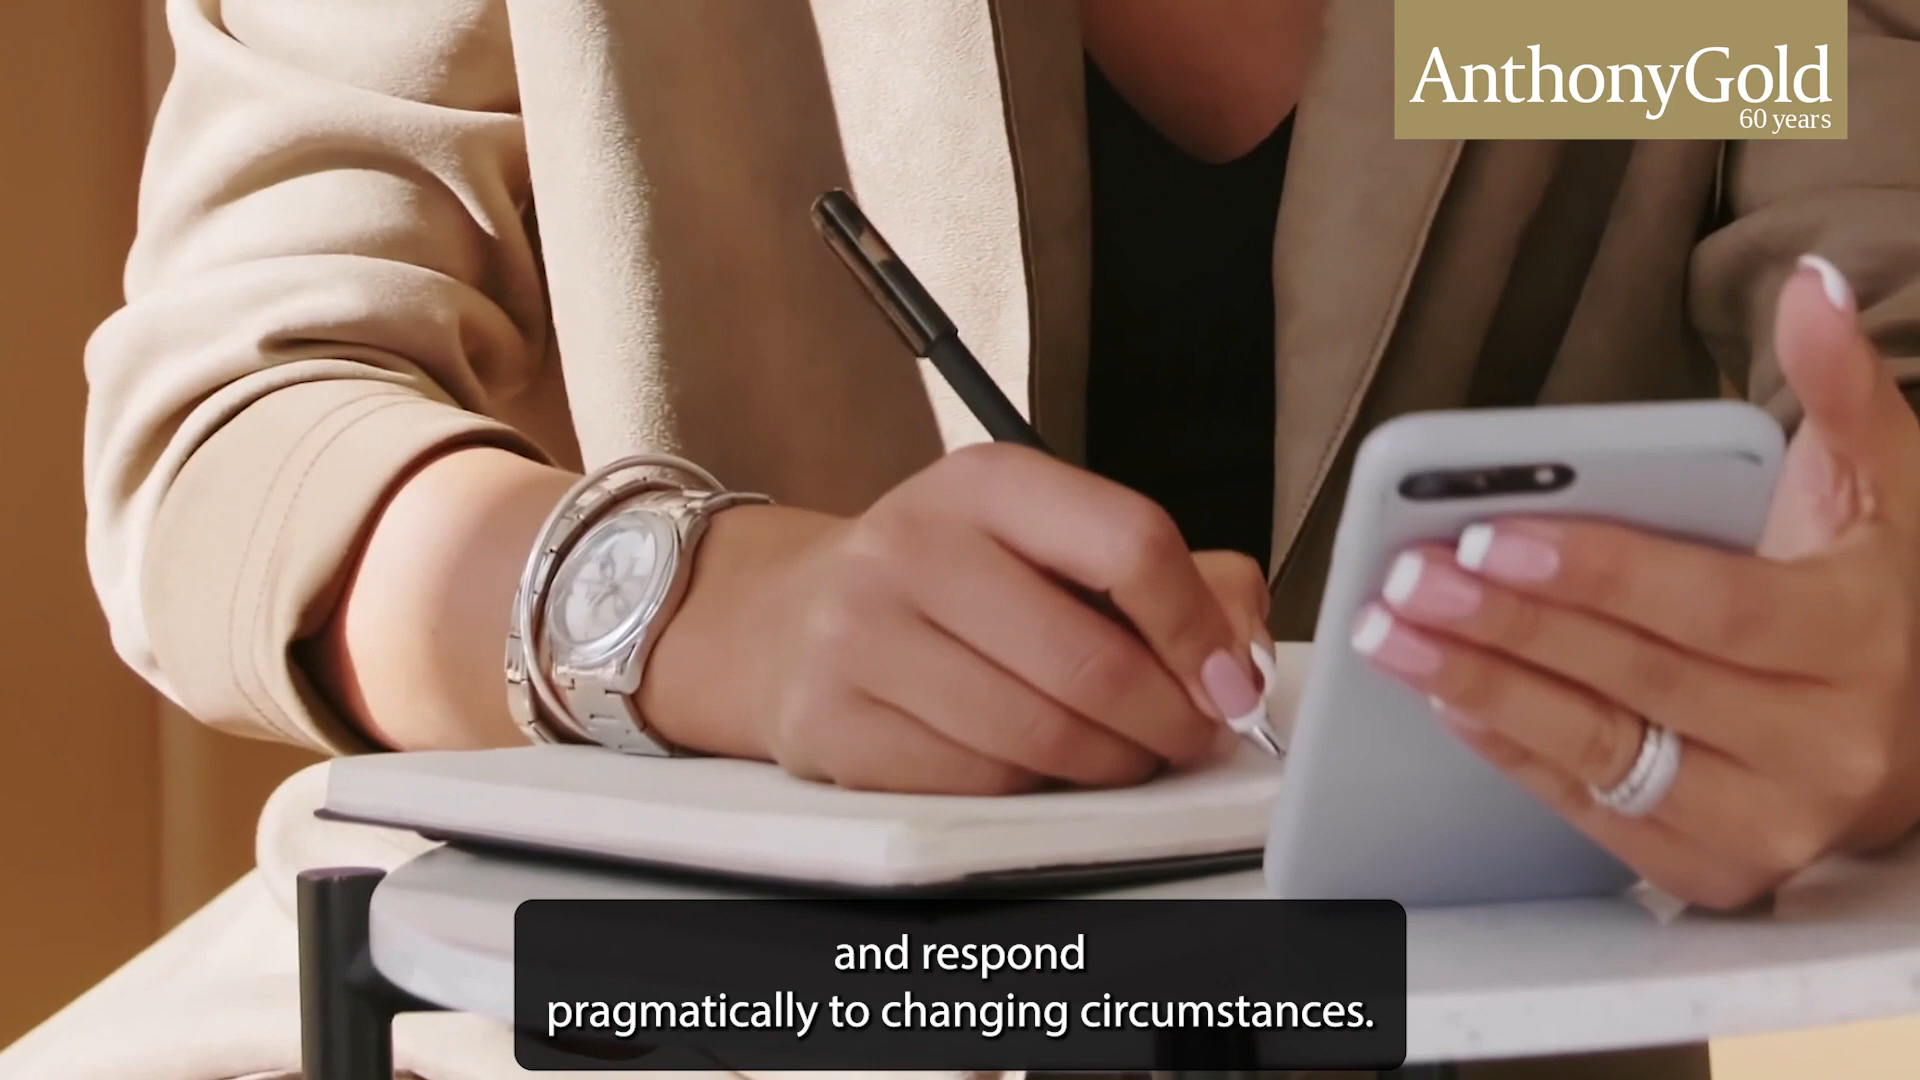 AnthonyGold
60 years
and respond
pragmatically to changing circumstances.